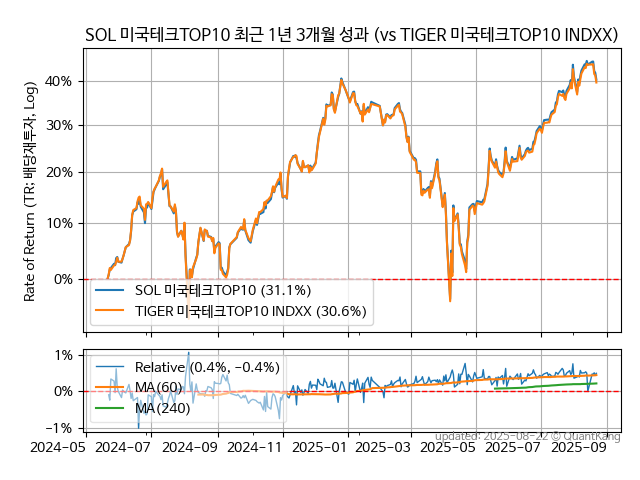 SOL 미국테크TOP10 최근 1년 3개월 성과 (vs TIGER 미국테크TOP10 INDXX)
Rate of Return (TR: 배당재투자, Log)
40%
30%
20%
10%
0%
SOL 미국테크TOP10 (31.1%)
TIGER 미국테크TOP10 INDXX (30.6%)
1%
0%
−1%
Relative (0.4%, −0.4%)
MA(60)
MA(240)
updated: 2025-08-22 © QuantKang
2024-05 2024-07 2024-09 2024-11 2025-01 2025-03 2025-05 2025-07 2025-09